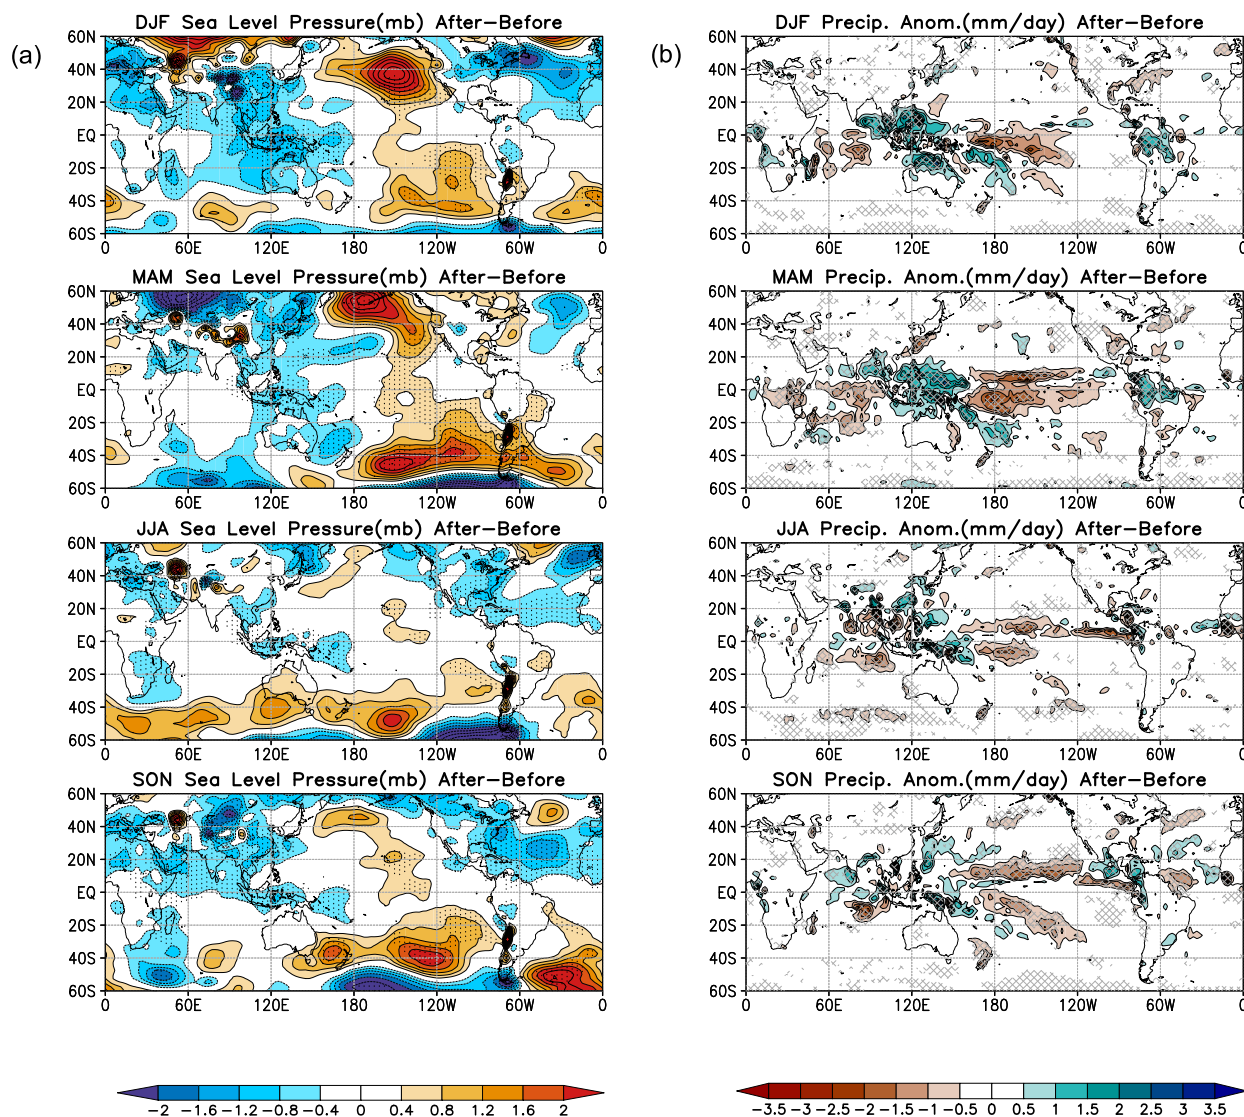 (a)
DJF Sea Level Pressure(mb) After−Before
60N
40N
20N
EQ
20S
40S
60S
0 60E 120E 180 120W 60W 0
MAM Sea Level Pressure(mb) After−Before
60N
40N
20N
EQ
20S
40S
60S
0 60E 120E 180 120W 60W 0
JJA Sea Level Pressure(mb) After−Before
60N
40N
20N
EQ
20S
40S
60S
0 60E 120E 180 120W 60W 0
SON Sea Level Pressure(mb) After−Before
60N
40N
20N
EQ
20S
40S
60S
0 60E 120E 180 120W 60W 0
−2 −1.6 −1.2 −0.8 −0.4 0 0.4 0.8 1.2 1.6 2
(b)
DJF Precip. Anom.(mm/day) After−Before
60N
40N
20N
EQ
20S
40S
60S
0 60E 120E 180 120W 60W 0
MAM Precip. Anom.(mm/day) After−Before
60N
40N
20N
EQ
20S
40S
60S
0 60E 120E 180 120W 60W 0
JJA Precip. Anom.(mm/day) After−Before
60N
40N
20N
EQ
20S
40S
60S
0 60E 120E 180 120W 60W 0
SON Precip. Anom.(mm/day) After−Before
60N
40N
20N
EQ
20S
40S
60S
0 60E 120E 180 120W 60W 0
−3.5 −3 −2.5 −2 −1.5 −1 −0.5 0 0.5 1 1.5 2 2.5 3 3.5